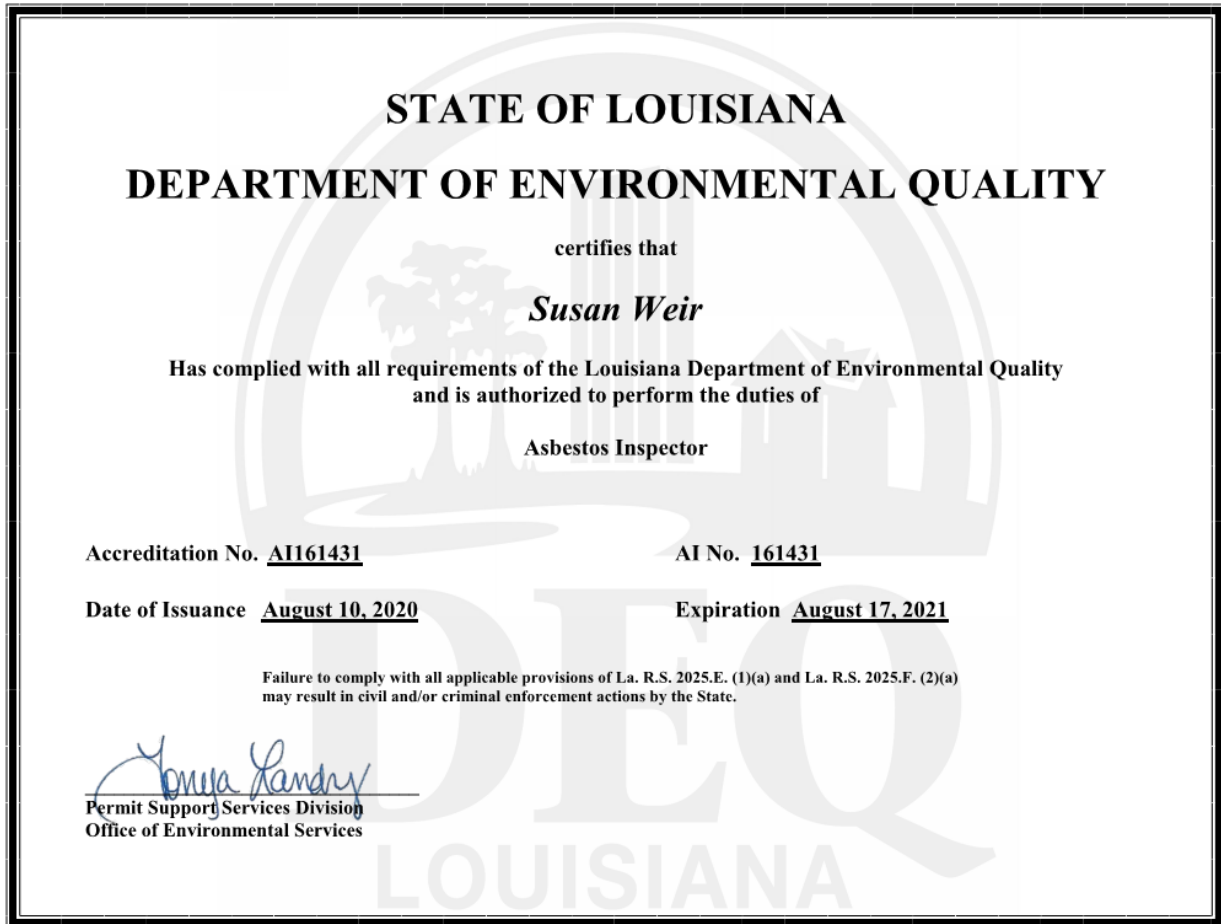 STATE OF LOUISIANA
DEPARTMENT OF ENVIRONMENTAL QUALITY
certifies that
Susan Weir
Has complied with all requirements of the Louisiana Department of Environmental Quality
and is authorized to perform the duties of
Asbestos Inspector
Accreditation No. AI161431 AI No. 161431
Date of Issuance August 10, 2020 Expiration August 17, 2021
Failure to comply with all applicable provisions of La. R.S. 2025.E. (1)(a) and La. R.S. 2025.F. (2)(a)
may result in civil and/or criminal enforcement actions by the State.
Tonya Landry
Permit Support Services Division
Office of Environmental Services
DEQ
LOUISIANA